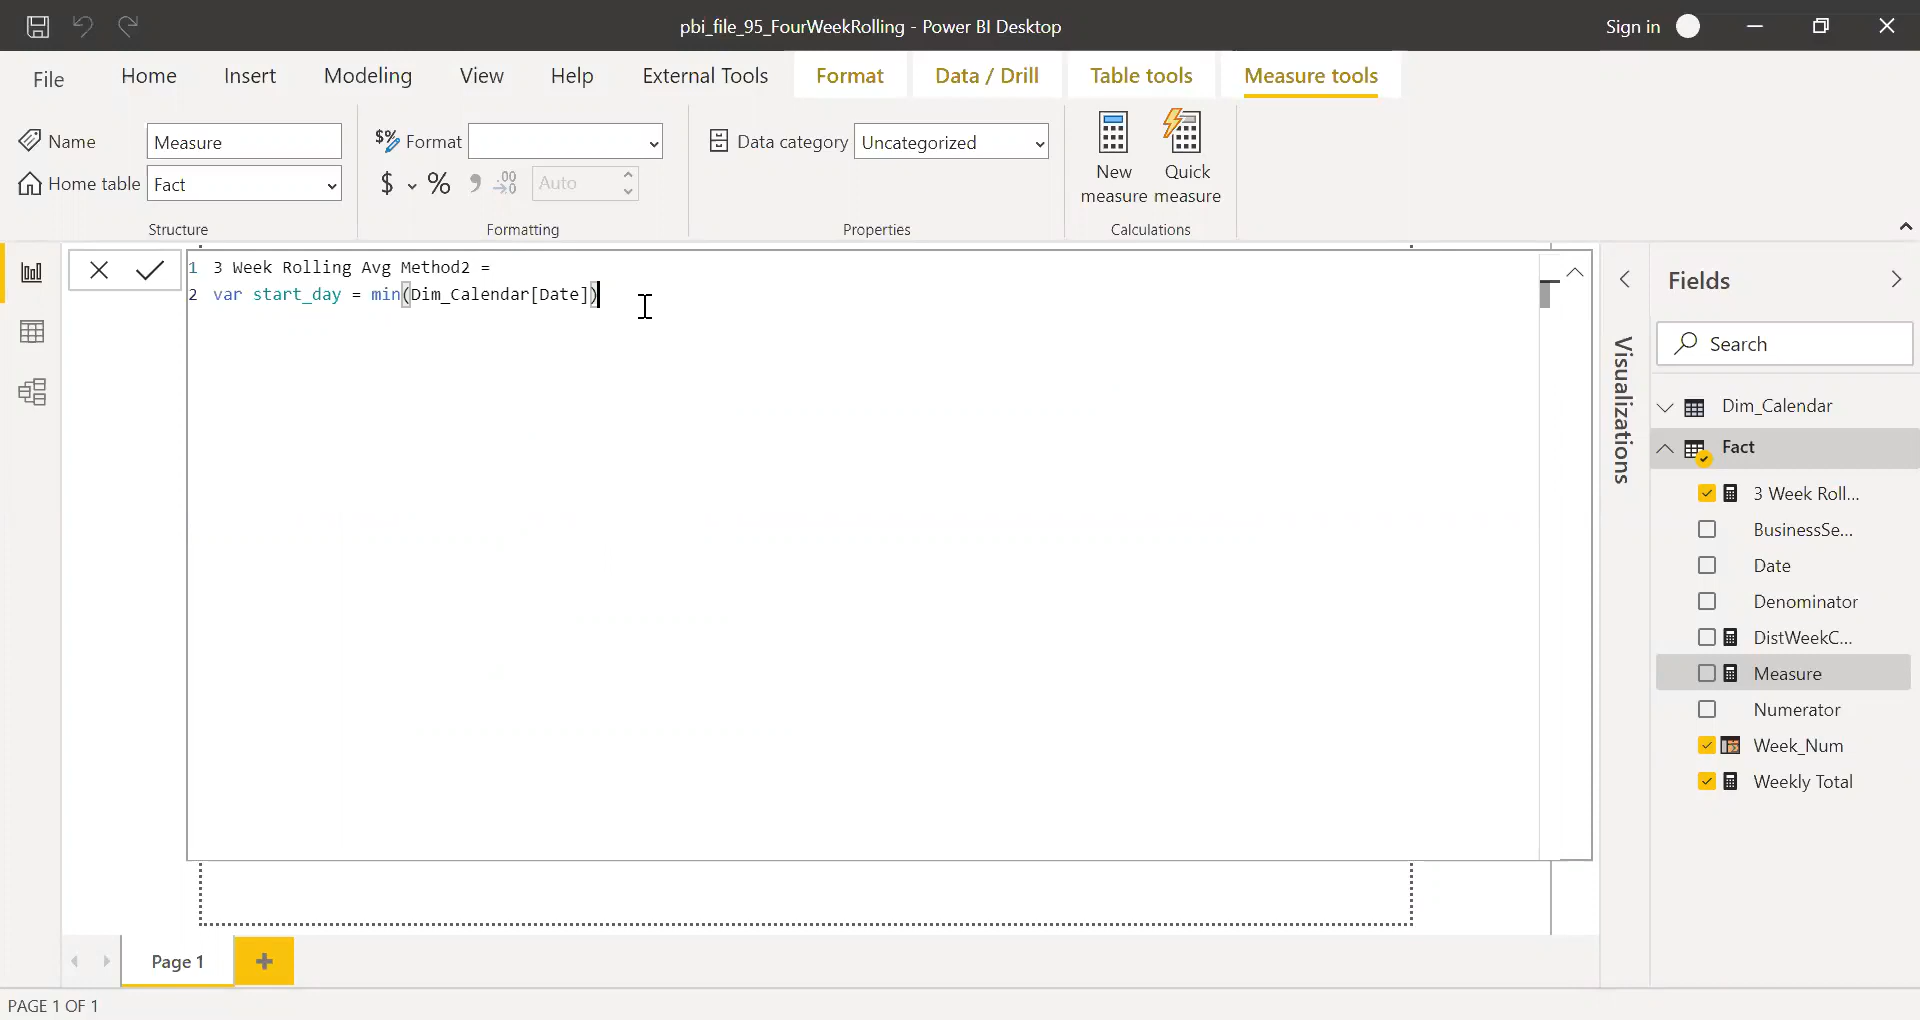 pbi_file_95_FourWeekRolling - Power BI Desktop
Sign in
File
Home
Insert
Modeling
View
Help
External Tools
Format
Data / Drill
Table tools
Measure tools
Name
Measure
$% Format
Data category
Uncategorized
New measure
Quick measure
Home table
Fact
$ % 9 .00
Auto
Structure
Formatting
Properties
Calculations
1 3 Week Rolling Avg Method2 =
2 var start_day = min(Dim_Calendar[Date])
Visualizations
Fields
Search
Dim_Calendar
Fact
3 Week Roll...
BusinessSe...
Date
Denominator
DistWeekC...
Measure
Numerator
Week_Num
Weekly Total
Page 1
PAGE 1 OF 1